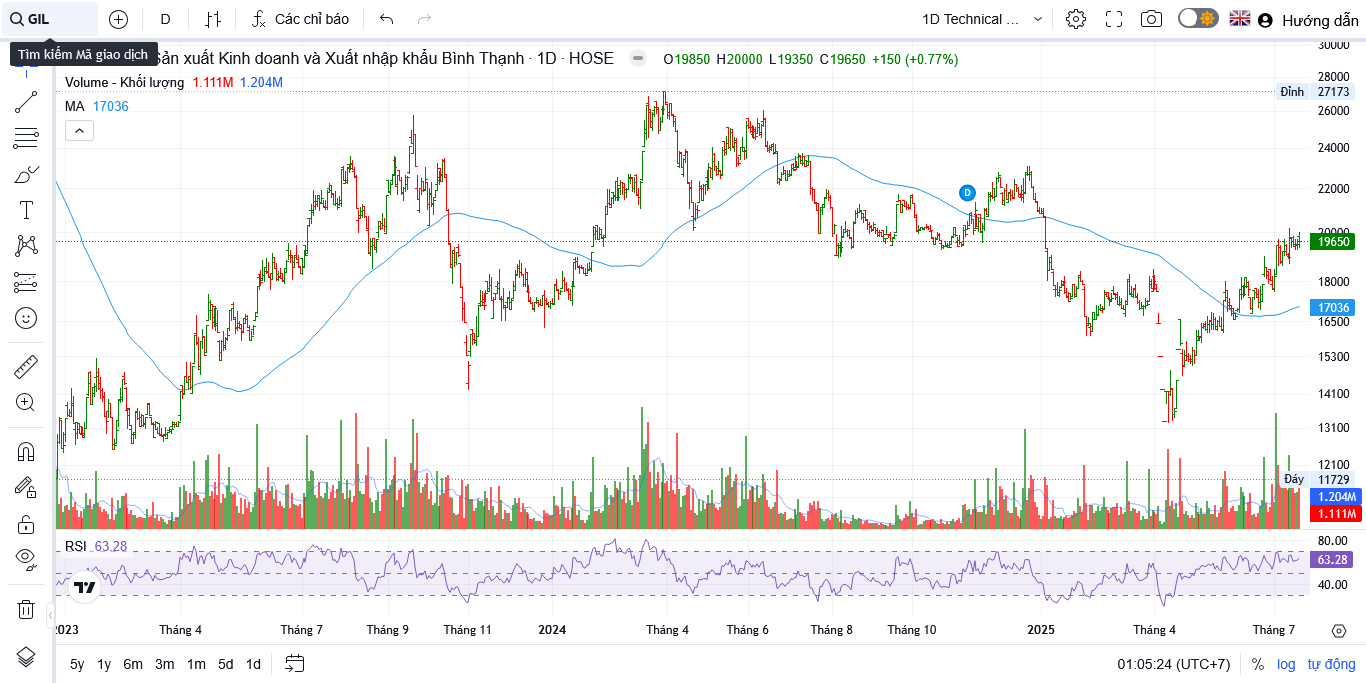 GIL
D
Các chỉ báo
1D Technical ...
Hướng dẫn
Tìm kiếm Mã giao dịch
Sản xuất Kinh doanh và Xuất nhập khẩu Bình Thạnh · 1D · HOSE
O19850 H20000 L19350 C19650 +150 (+0.77%)
Volume - Khối lượng 1.111M 1.204M
MA 17036
D
30000
28000
Đỉnh 27173
26000
24000
22000
20000
19650
18000
17036
16500
15300
14100
13100
12100
Đáy 11729
1.204M
1.111M
RSI 63.28
80.00
63.28
40.00
2023 Tháng 4 Tháng 7 Tháng 9 Tháng 11 2024 Tháng 4 Tháng 6 Tháng 8 Tháng 10 2025 Tháng 4 Tháng 7
5y 1y 6m 3m 1m 5d 1d
01:05:24 (UTC+7) % log tự động